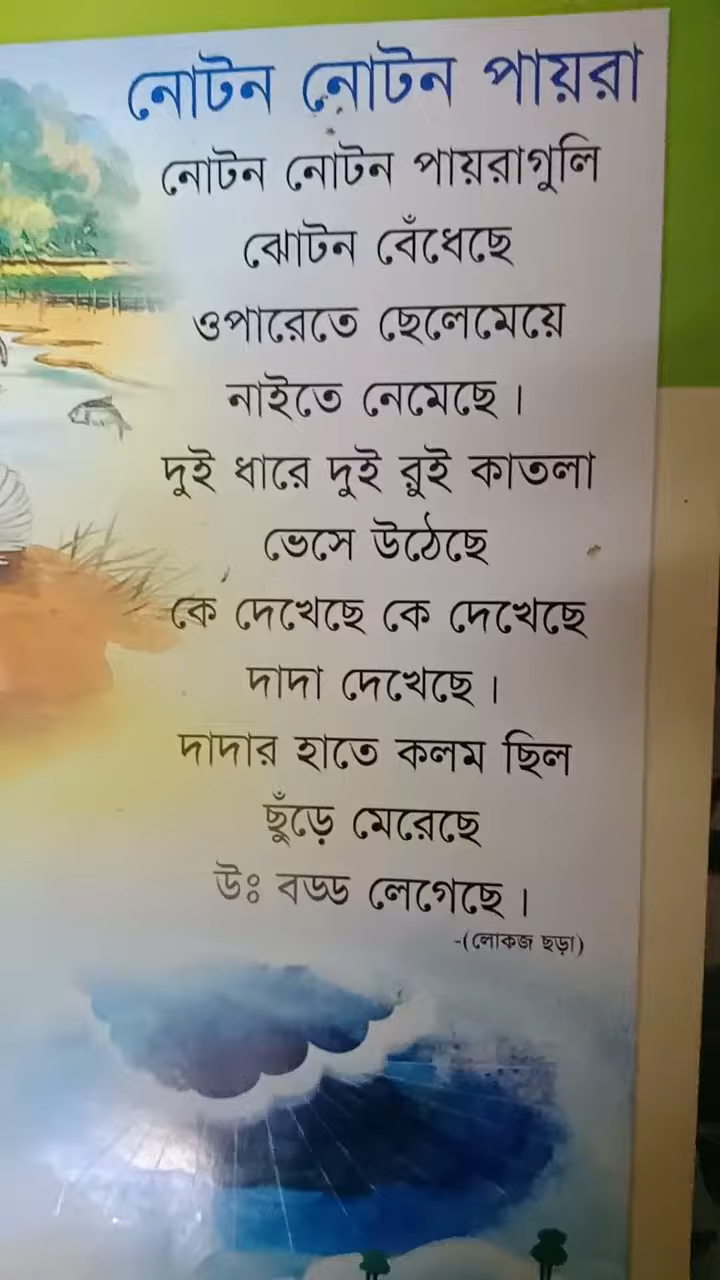 নোটন নোটন পায়রা
নোটন নোটন পায়রাগুলি
ঝোটন বেঁধেছে
ওপারেতে ছেলেমেয়ে
নাইতে নেমেছে।
দুই ধারে দুই রুই কাতলা
ভেসে উঠেছে
কে দেখেছে কে দেখেছে
দাদা দেখেছে।
দাদার হাতে কলম ছিল
ছুঁড়ে মেরেছে
উঃ বড্ড লেগেছে।
-(লোকজ ছড়া)